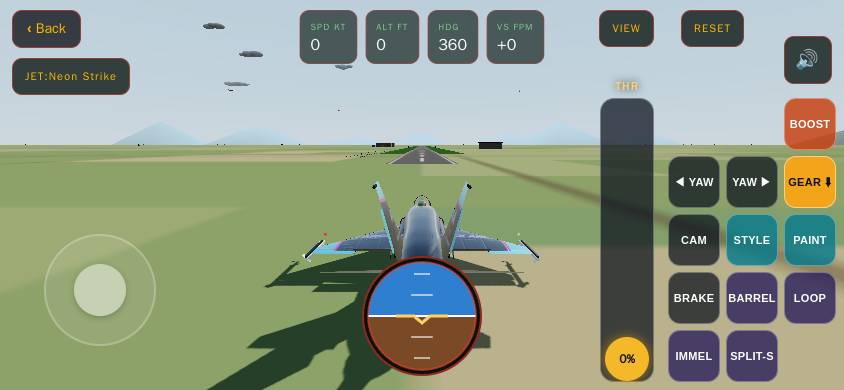 ‹ Back
JET:Neon Strike
SPD KT
0
ALT FT
0
HDG
360
VS FPM
+0
VIEW
RESET
THR
0%
BOOST
◀ YAW
YAW ▶
GEAR ⬇
CAM
STYLE
PAINT
BRAKE
BARREL
LOOP
IMMEL
SPLIT-S